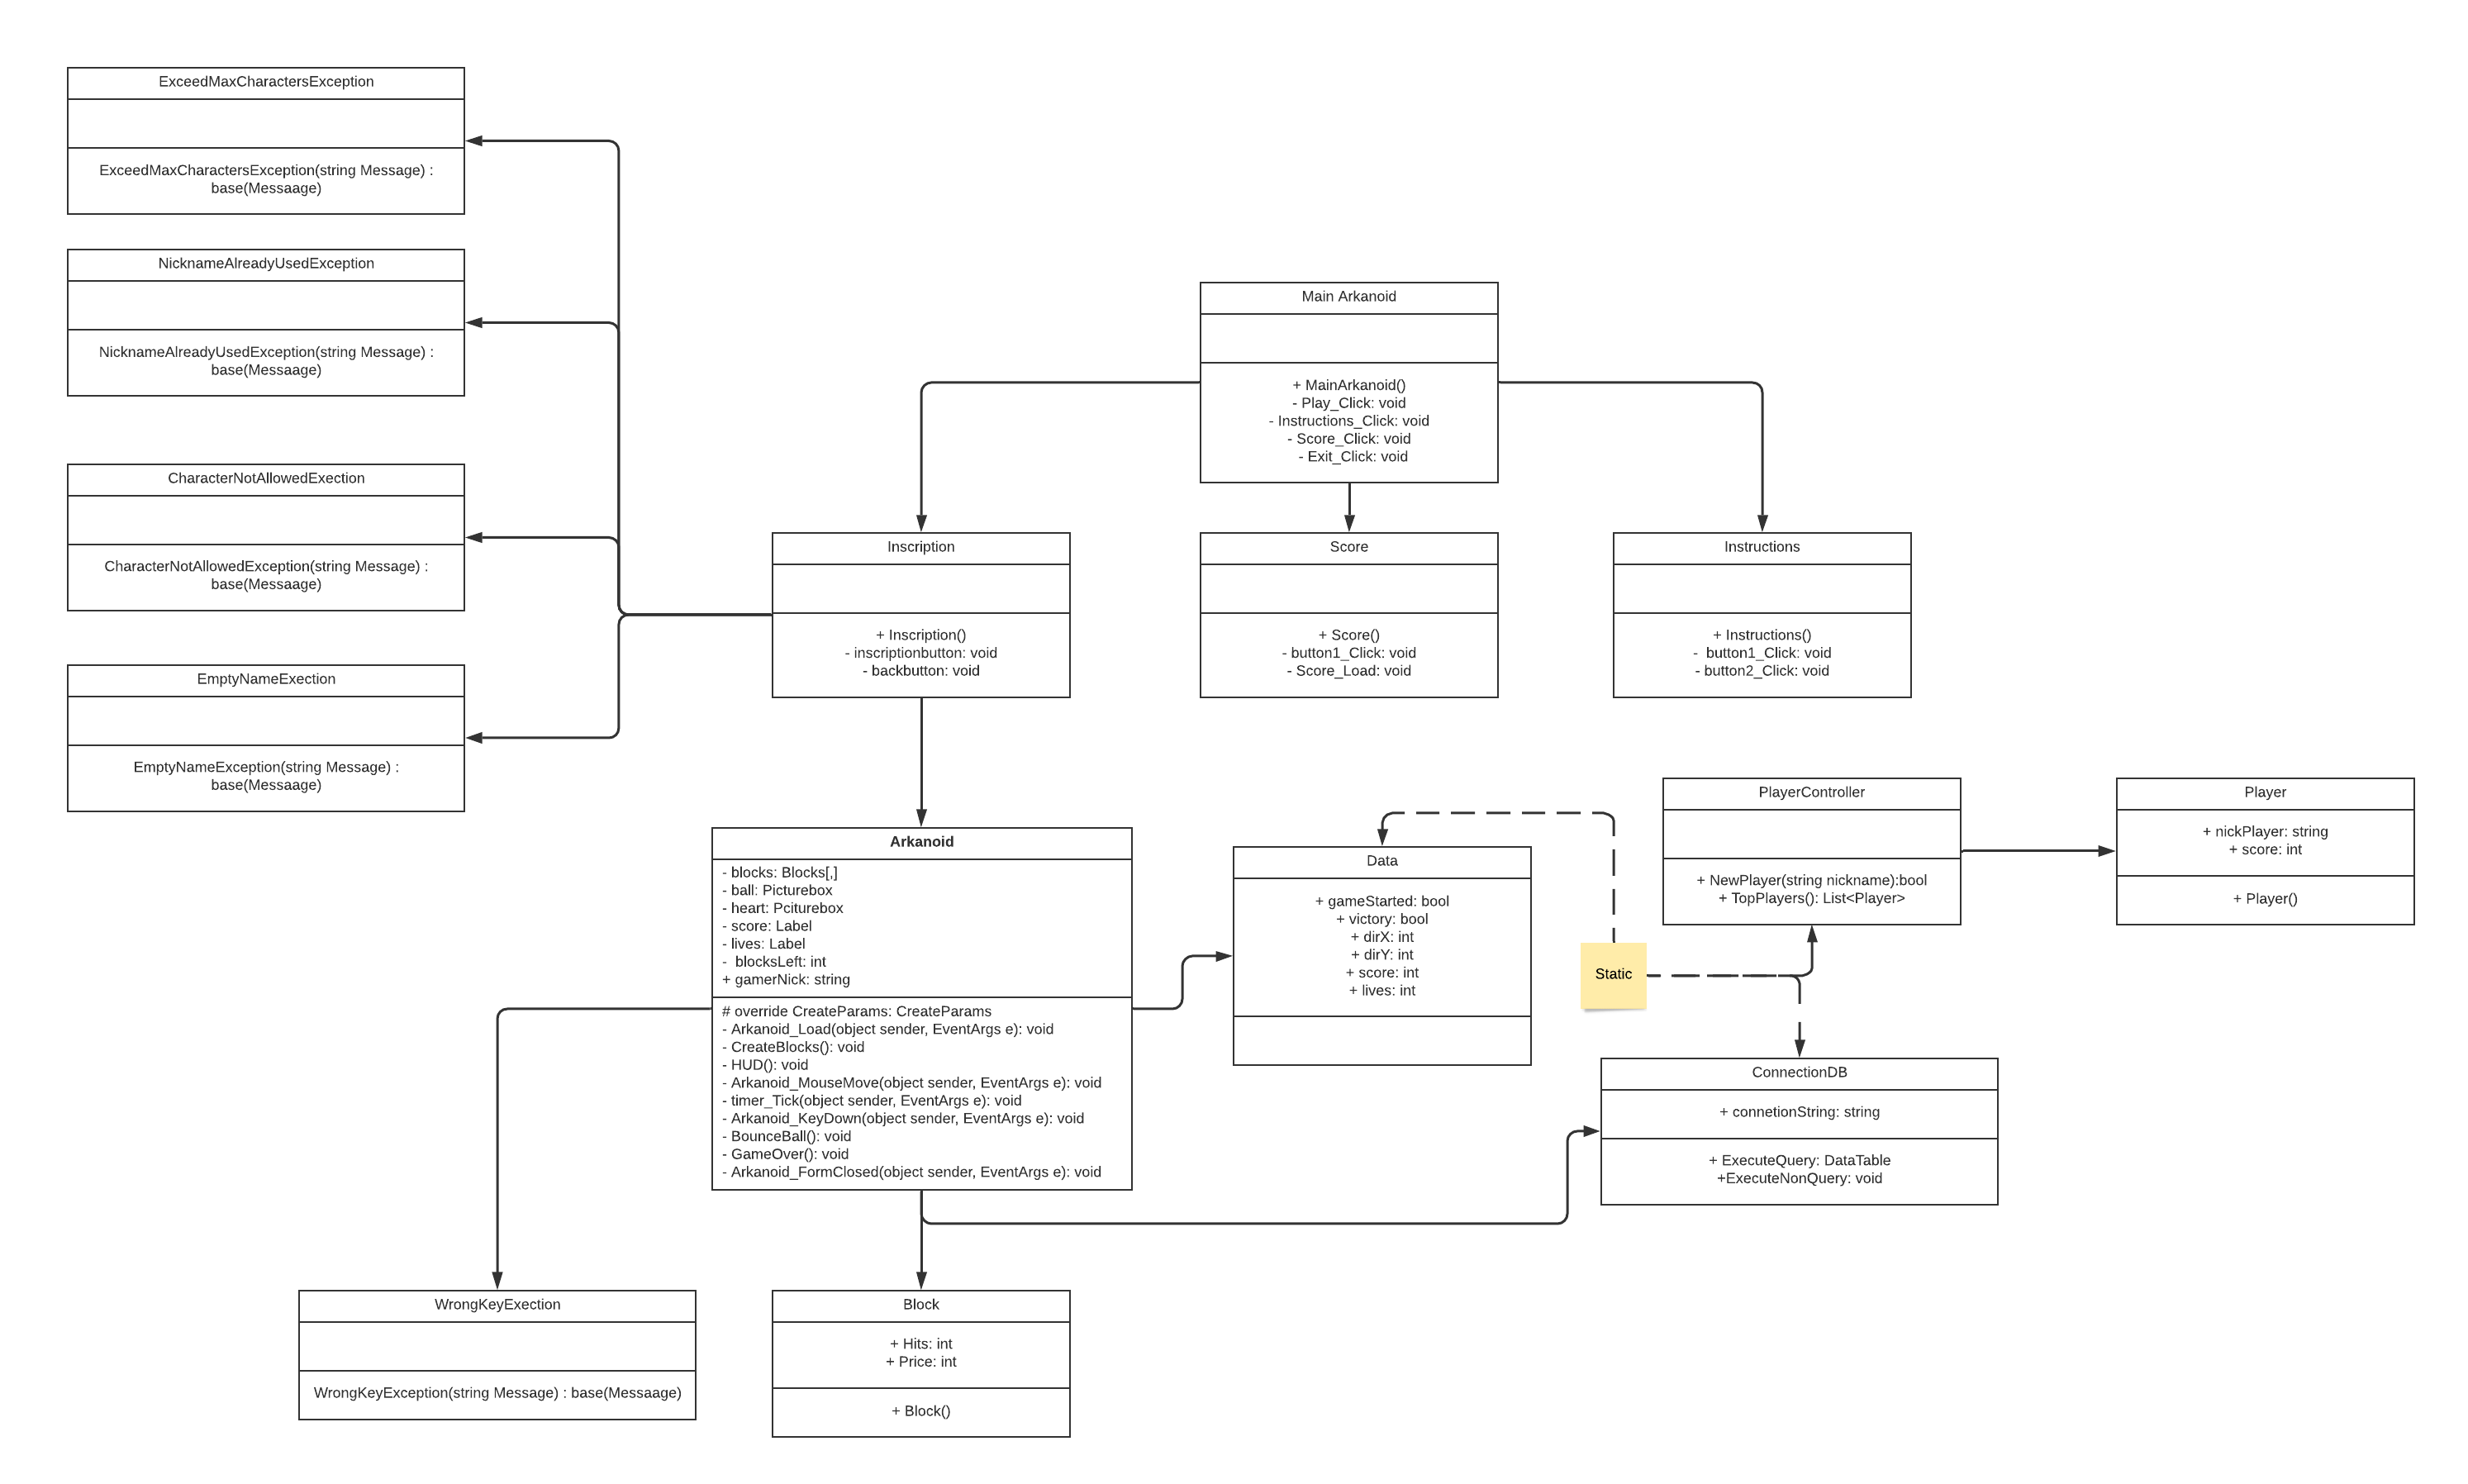 ExceedMaxCharactersException
ExceedMaxCharactersException(string Message) :
base(Messaage)
NicknameAlreadyUsedException
NicknameAlreadyUsedException(string Message) :
base(Messaage)
CharacterNotAllowedExection
CharacterNotAllowedException(string Message) :
base(Messaage)
EmptyNameExection
EmptyNameException(string Message) :
base(Messaage)
Main Arkanoid
+ MainArkanoid()
- Play_Click: void
- Instructions_Click: void
- Score_Click: void
- Exit_Click: void
Inscription
+ Inscription()
- inscriptionbutton: void
- backbutton: void
Score
+ Score()
- button1_Click: void
- Score_Load: void
Instructions
+ Instructions()
-  button1_Click: void
- button2_Click: void
Arkanoid
- blocks: Blocks[,]
- ball: Picturebox
- heart: Pciturebox
- score: Label
- lives: Label
-  blocksLeft: int
+ gamerNick: string
# override CreateParams: CreateParams
- Arkanoid_Load(object sender, EventArgs e): void
- CreateBlocks(): void
- HUD(): void
- Arkanoid_MouseMove(object sender, EventArgs e): void
- timer_Tick(object sender, EventArgs e): void
- Arkanoid_KeyDown(object sender, EventArgs e): void
- BounceBall(): void
- GameOver(): void
- Arkanoid_FormClosed(object sender, EventArgs e): void
Data
+ gameStarted: bool
+ victory: bool
+ dirX: int
+ dirY: int
+ score: int
+ lives: int
Static
PlayerController
+ NewPlayer(string nickname):bool
+ TopPlayers(): List<Player>
Player
+ nickPlayer: string
+ score: int
+ Player()
ConnectionDB
+ connetionString: string
+ ExecuteQuery: DataTable
+ExecuteNonQuery: void
WrongKeyExection
WrongKeyException(string Message) : base(Messaage)
Block
+ Hits: int
+ Price: int
+ Block()